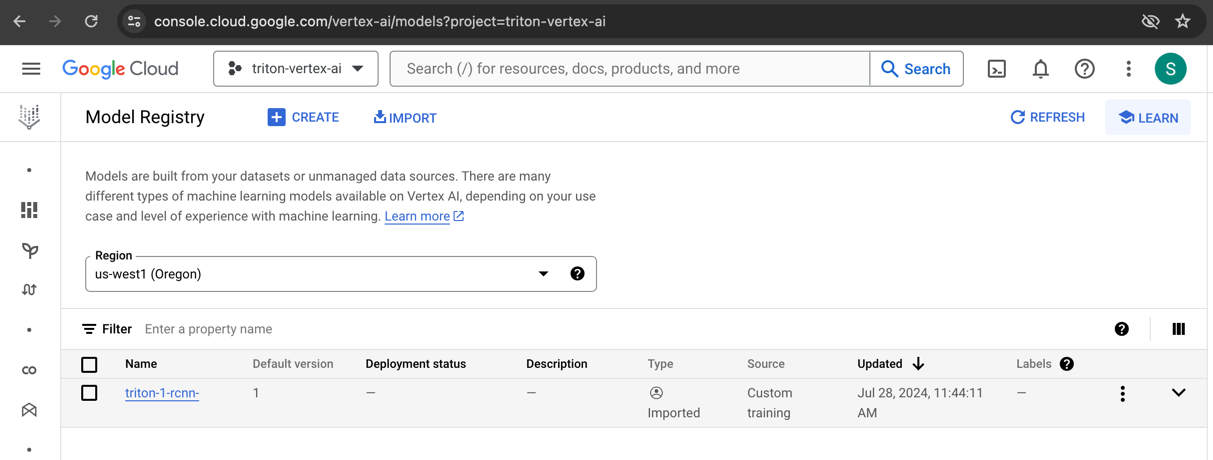 console.cloud.google.com/vertex-ai/models?project=triton-vertex-ai
Google Cloud
triton-vertex-ai
Search (/) for resources, docs, products, and more
Search
S
Model Registry
CREATE
IMPORT
REFRESH
LEARN
Models are built from your datasets or unmanaged data sources. There are many
different types of machine learning models available on Vertex AI, depending on your use
case and level of experience with machine learning. Learn more
Region
us-west1 (Oregon)
Filter Enter a property name
Name Default version Deployment status Description Type Source Updated Labels
triton-1-rcnn- 1 — — Imported Custom training Jul 28, 2024, 11:44:11 AM —